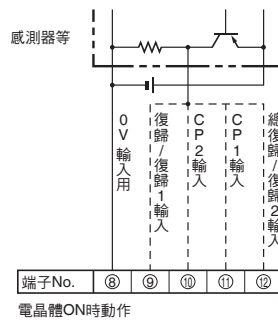 感測器等
0V輸入用
復歸/復歸1輸入
CP2輸入
CP1輸入
總復歸/復歸2輸入
端子No. ⑧ ⑨ ⑩ ⑪ ⑫
電晶體ON時動作